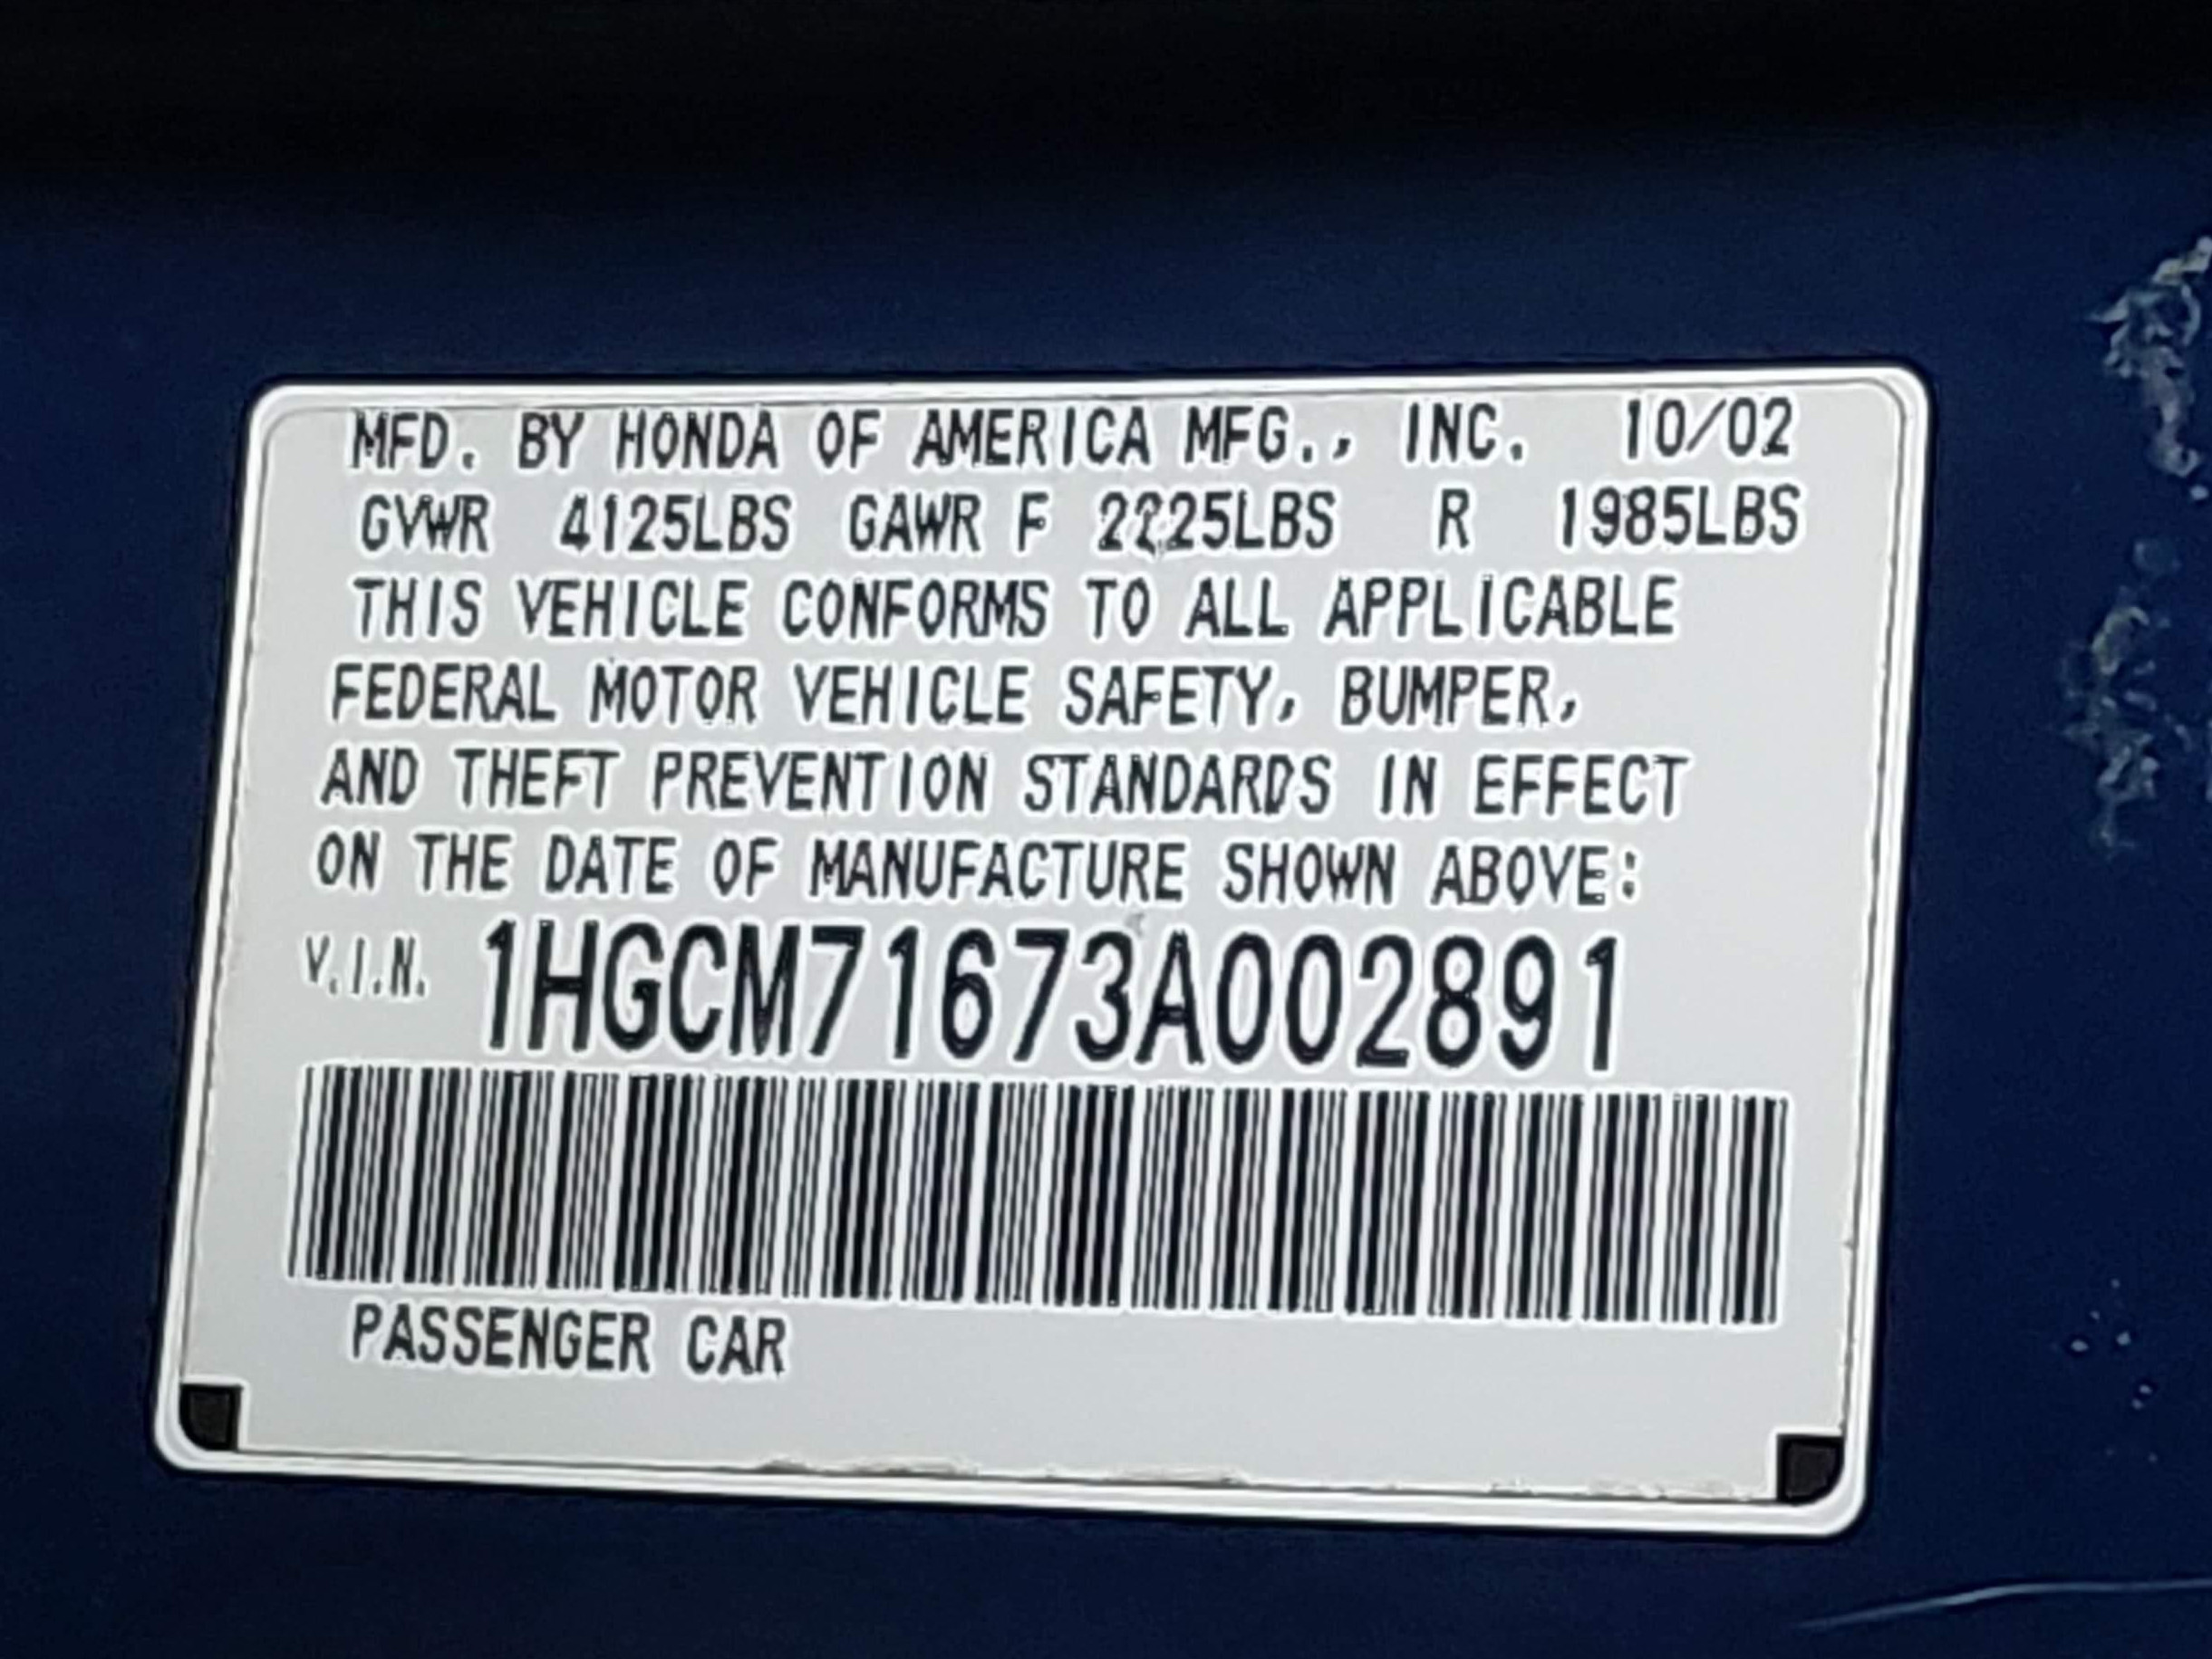 MFD. BY HONDA OF AMERICA MFG., INC. 10/02
GVWR 4125LBS GAWR F 2225LBS R 1985LBS
THIS VEHICLE CONFORMS TO ALL APPLICABLE
FEDERAL MOTOR VEHICLE SAFETY, BUMPER,
AND THEFT PREVENTION STANDARDS IN EFFECT
ON THE DATE OF MANUFACTURE SHOWN ABOVE:
V.I.N. 1HGCM71673A002891
PASSENGER CAR